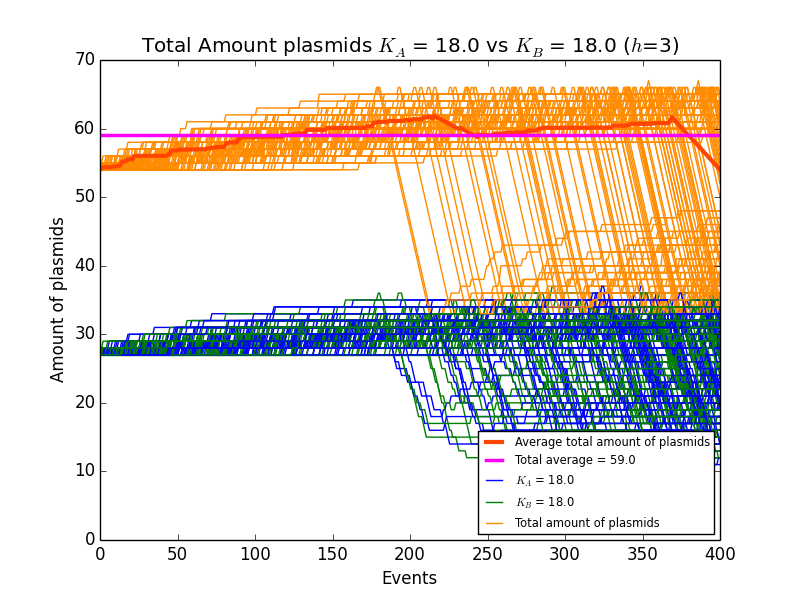 Total Amount plasmids K_A = 18.0 vs K_B = 18.0 (h=3)
70
60
50
40
30
20
10
0
Amount of plasmids
Average total amount of plasmids
Total average = 59.0
K_A = 18.0
K_B = 18.0
Total amount of plasmids
0 50 100 150 200 250 300 350 400
Events